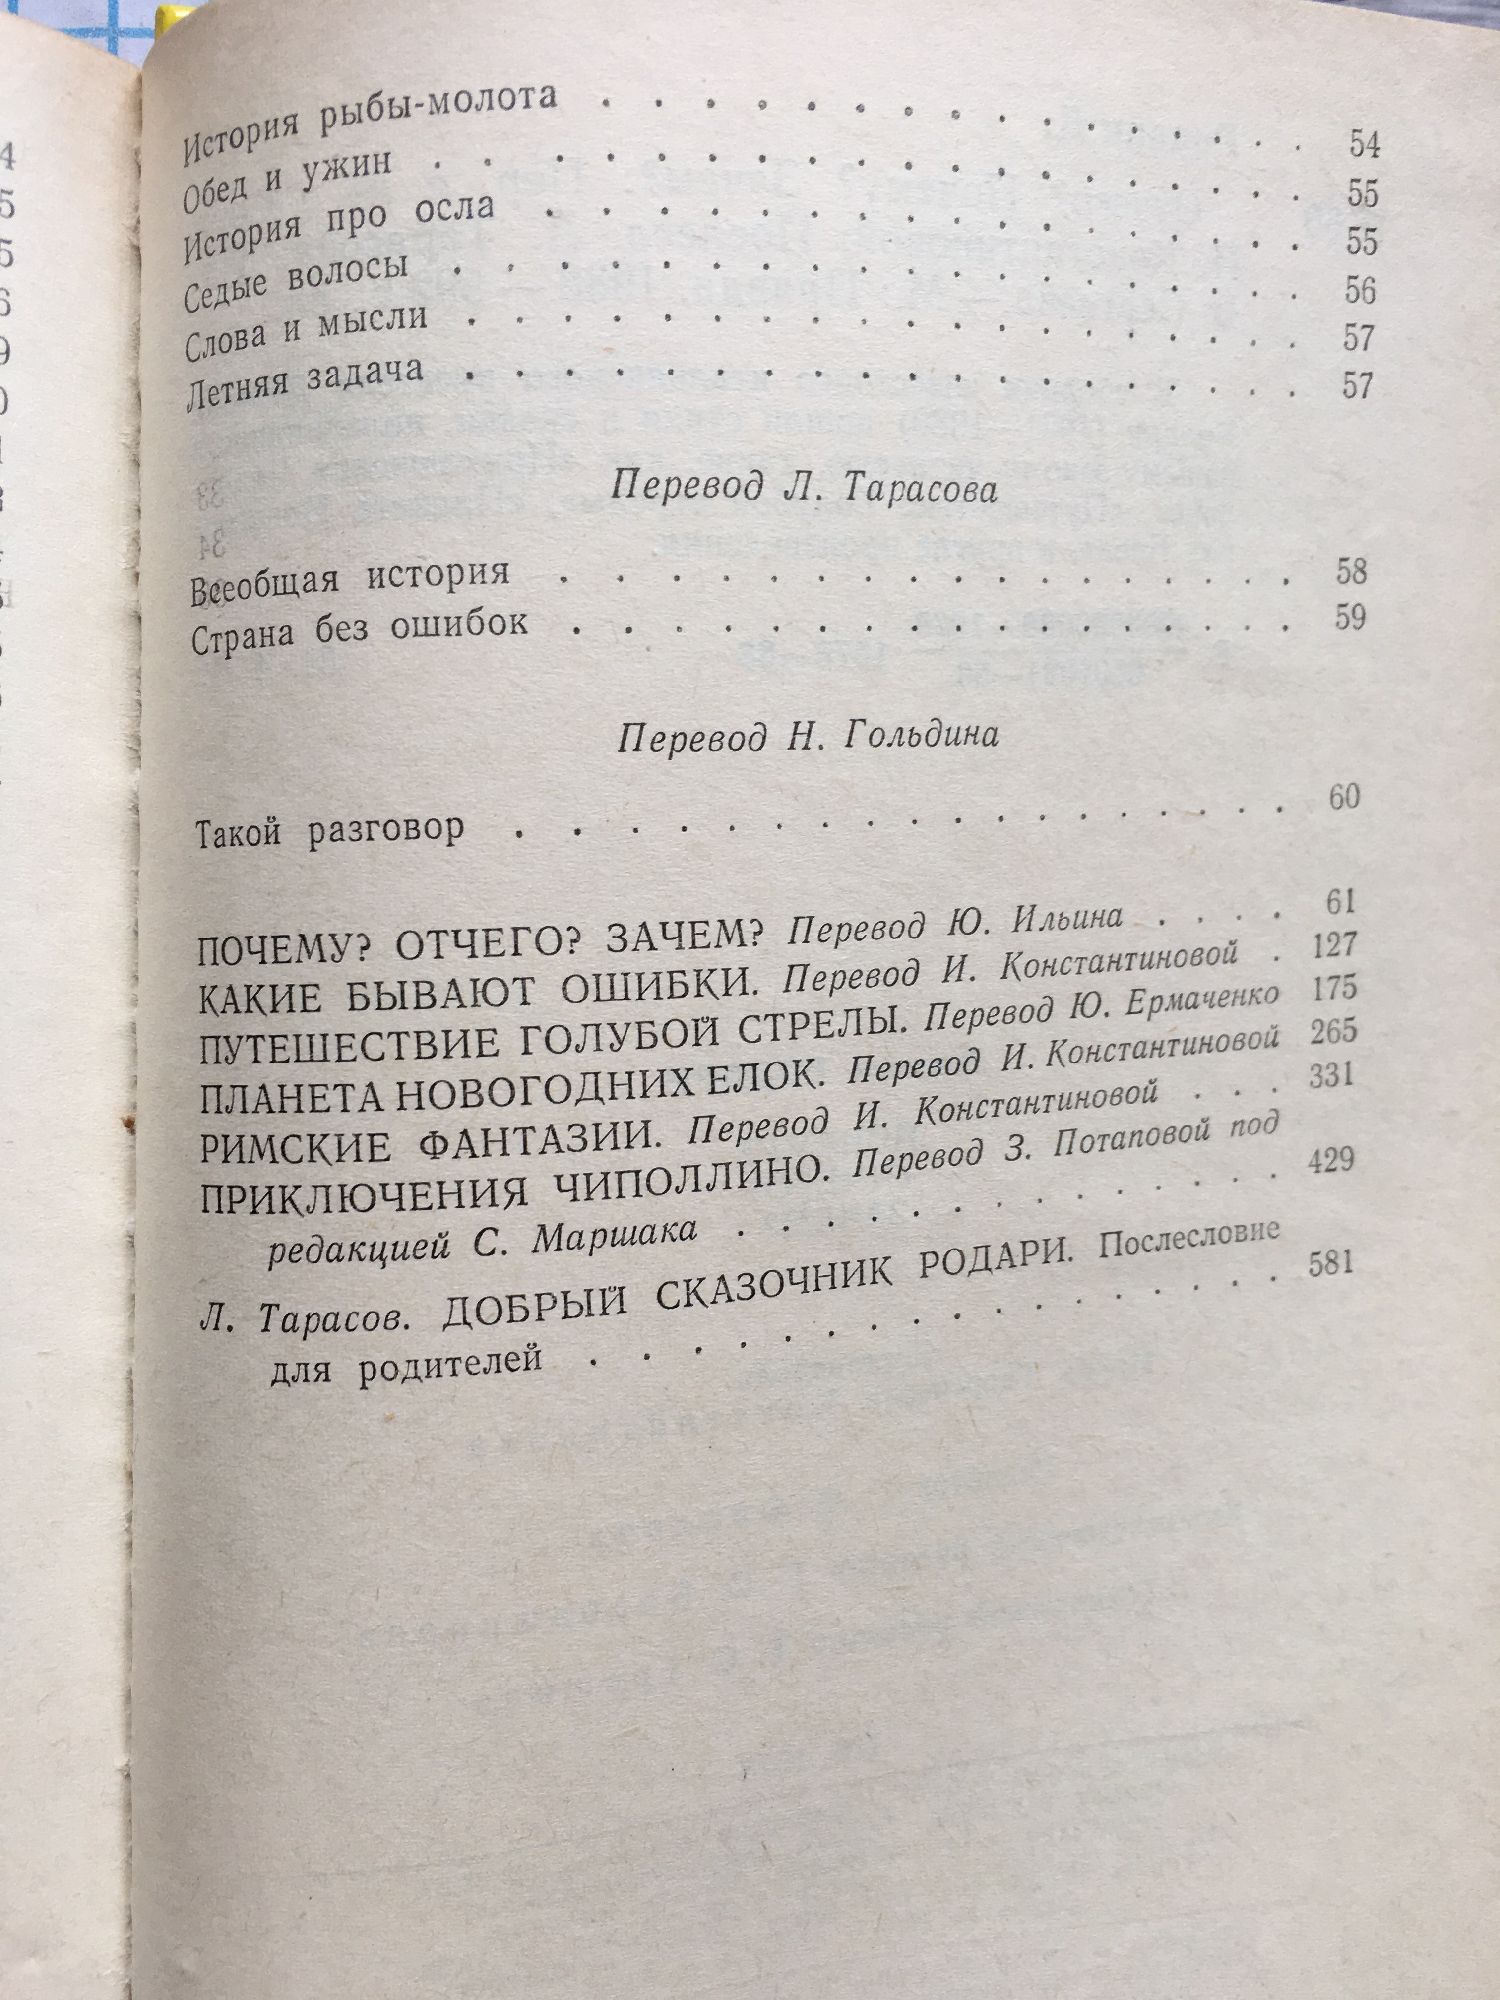 История рыбы-молота . . . . . . . . . . . . . . 54
Обед и ужин . . . . . . . . . . . . . . . . . 55
История про осла . . . . . . . . . . . . . . . 55
Седые волосы . . . . . . . . . . . . . . . . . 56
Слова и мысли . . . . . . . . . . . . . . . . . 57
Летняя задача . . . . . . . . . . . . . . . . . 57
Перевод Л. Тарасова
Всеобщая история . . . . . . . . . . . . . . . 58
Страна без ошибок . . . . . . . . . . . . . . . 59
Перевод Н. Гольдина
Такой разговор . . . . . . . . . . . . . . . . 60
ПОЧЕМУ? ОТЧЕГО? ЗАЧЕМ? Перевод Ю. Ильина . . . . 61
КАКИЕ БЫВАЮТ ОШИБКИ. Перевод И. Константиновой . 127
ПУТЕШЕСТВИЕ ГОЛУБОЙ СТРЕЛЫ. Перевод Ю. Ермаченко 175
ПЛАНЕТА НОВОГОДНИХ ЕЛОК. Перевод И. Константиновой 265
РИМСКИЕ ФАНТАЗИИ. Перевод И. Константиновой . . . 331
ПРИКЛЮЧЕНИЯ ЧИПОЛЛИНО. Перевод З. Потаповой под
редакцией С. Маршака . . . . . . . . . . . . . 429
Л. Тарасов. ДОБРЫЙ СКАЗОЧНИК РОДАРИ. Послесловие
для родителей . . . . . . . . . . . . . . . . 581